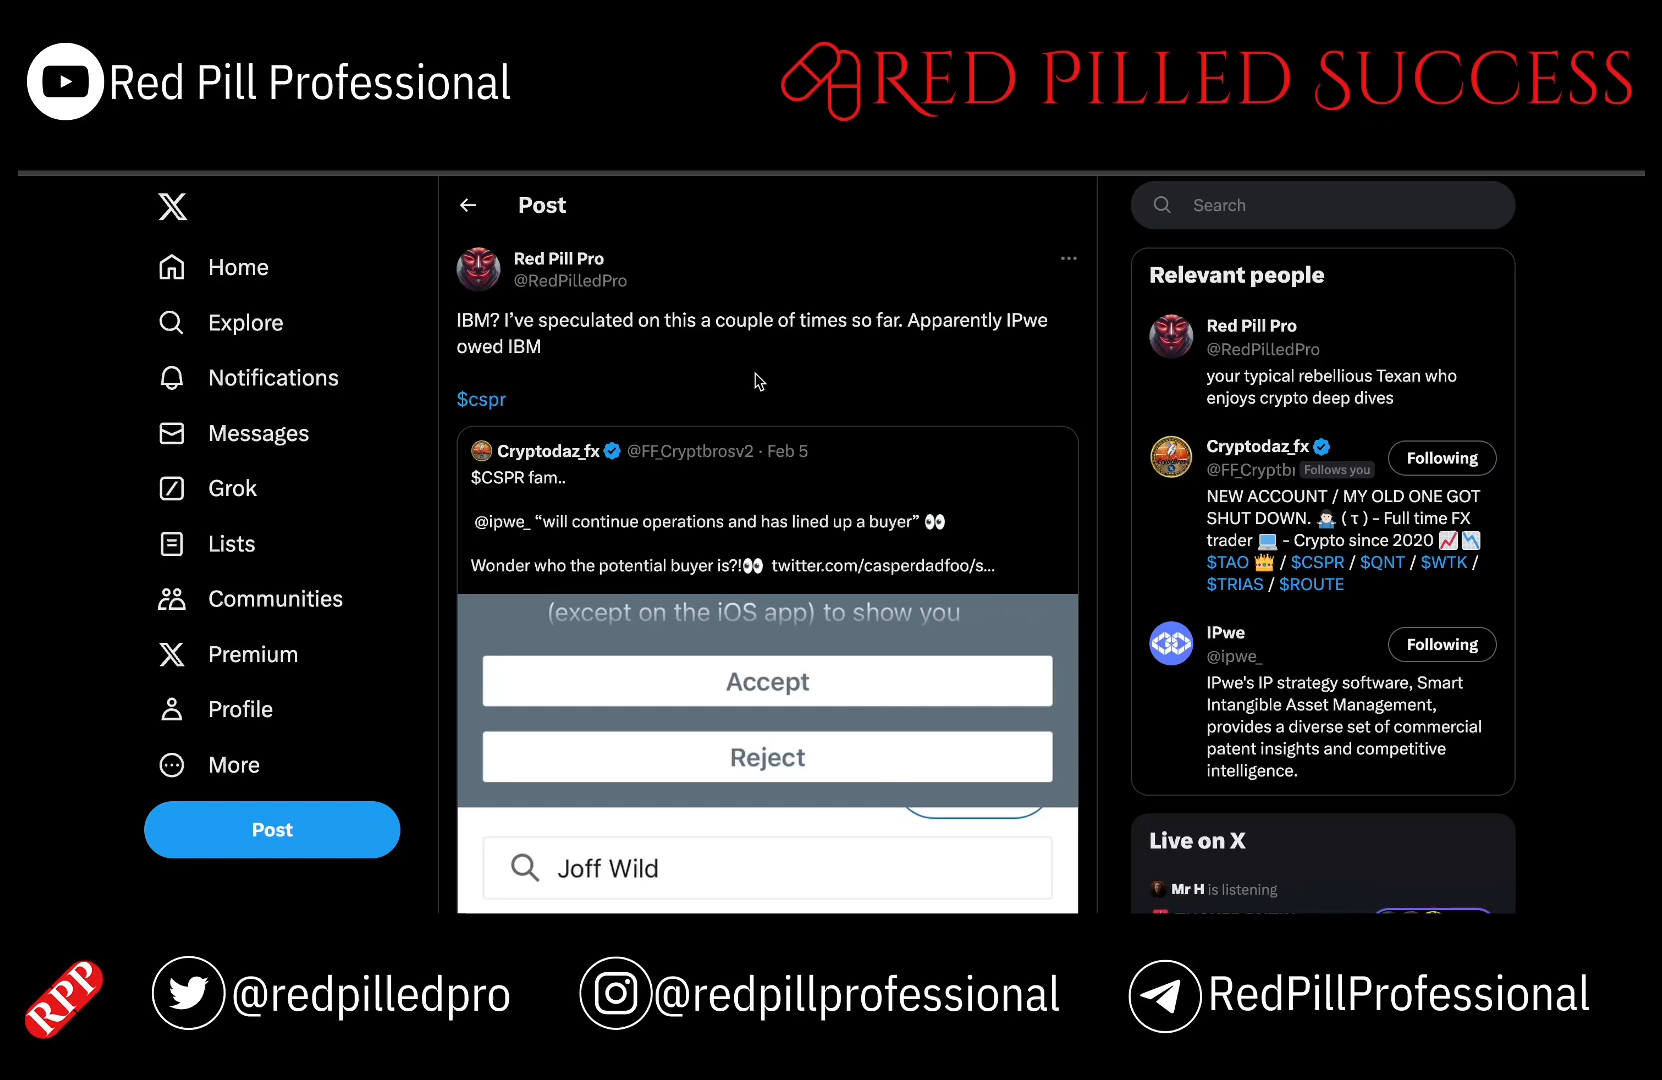 Red Pill Professional
RED PILLED SUCCESS
Home
Explore
Notifications
Messages
Grok
Lists
Communities
Premium
Profile
More
Post
Post
Red Pill Pro
@RedPilledPro
IBM? I've speculated on this a couple of times so far. Apparently IPwe
owed IBM
$cspr
Cryptodaz_fx @FF_Cryptbrosv2 · Feb 5
$CSPR fam..
@ipwe_ “will continue operations and has lined up a buyer” 👀
Wonder who the potential buyer is?!👀 twitter.com/casperdadfoo/s...
(except on the iOS app) to show you
Accept
Reject
Joff Wild
Search
Relevant people
Red Pill Pro
@RedPilledPro
your typical rebellious Texan who
enjoys crypto deep dives
Cryptodaz_fx
@FF_Cryptbi Follows you
Following
NEW ACCOUNT / MY OLD ONE GOT
SHUT DOWN. 🤷🏻‍♂️ ( τ ) - Full time FX
trader 💻 - Crypto since 2020 📈📉
$TAO 👑 / $CSPR / $QNT / $WTK /
$TRIAS / $ROUTE
IPwe
@ipwe_
Following
IPwe's IP strategy software, Smart
Intangible Asset Management,
provides a diverse set of commercial
patent insights and competitive
intelligence.
Live on X
Mr H is listening
RPP
@redpilledpro
@redpillprofessional
RedPillProfessional